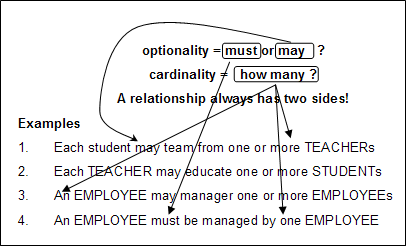 optionality = must or may ?
cardinality = how many ?
A relationship always has two sides!
Examples
1. Each student may team from one or more TEACHERs
2. Each TEACHER may educate one or more STUDENTs
3. An EMPLOYEE may manager one or more EMPLOYEEs
4. An EMPLOYEE must be managed by one EMPLOYEE